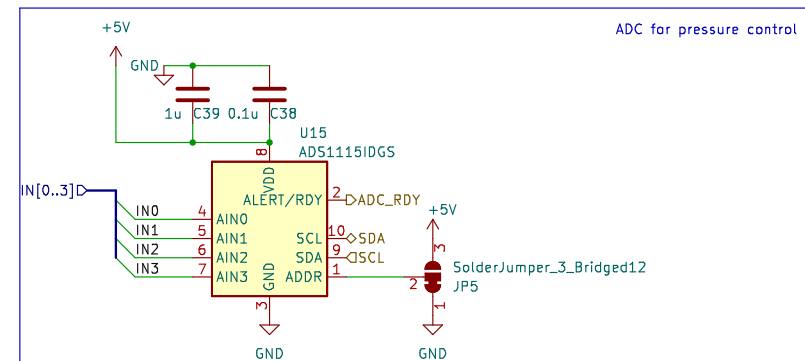 ADC for pressure control
+5V
GND
1u C39 0.1u C38
U15
ADS1115IDGS
8
VDD
IN[0..3]
ALERT/RDY 2 ADC_RDY
IN0 4 AIN0
+5V
IN1 5 AIN1 SCL 10 SDA
3
IN2 6 AIN2 SDA 9 SCL
IN3 7 AIN3 GND ADDR 1
2
SolderJumper_3_Bridged12
JP5
3
1
GND
GND